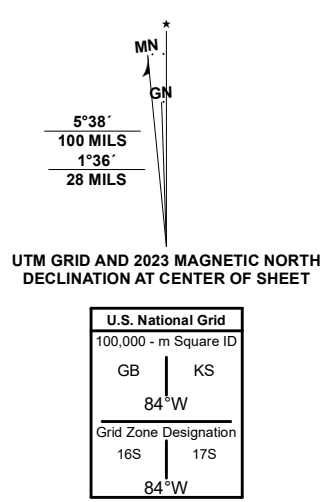 MN
GN
5°38´
100 MILS
1°36´
28 MILS
UTM GRID AND 2023 MAGNETIC NORTH
DECLINATION AT CENTER OF SHEET
U.S. National Grid
100,000 - m Square ID
GB KS
84°W
Grid Zone Designation
16S 17S
84°W